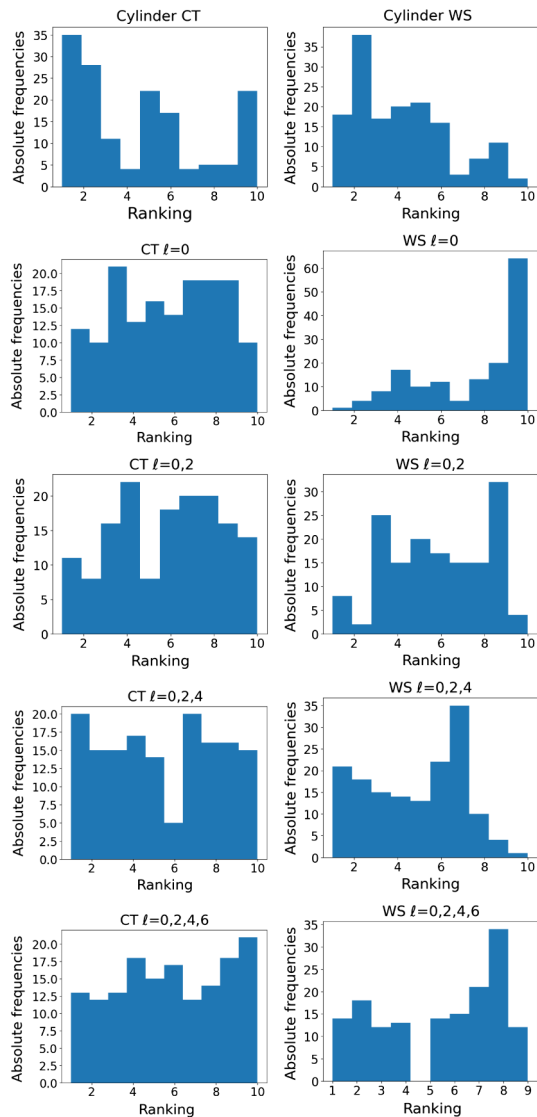 Cylinder CT
Absolute frequencies
35
30
25
20
15
10
5
0
2 4 6 8 10
Ranking
Cylinder WS
Absolute frequencies
35
30
25
20
15
10
5
0
2 4 6 8 10
Ranking
CT ℓ=0
Absolute frequencies
20.0
17.5
15.0
12.5
10.0
7.5
5.0
2.5
0.0
2 4 6 8 10
Ranking
WS ℓ=0
Absolute frequencies
60
50
40
30
20
10
0
2 4 6 8 10
Ranking
CT ℓ=0,2
Absolute frequencies
20
15
10
5
0
2 4 6 8 10
Ranking
WS ℓ=0,2
Absolute frequencies
30
25
20
15
10
5
0
2 4 6 8 10
Ranking
CT ℓ=0,2,4
Absolute frequencies
20.0
17.5
15.0
12.5
10.0
7.5
5.0
2.5
0.0
2 4 6 8 10
Ranking
WS ℓ=0,2,4
Absolute frequencies
35
30
25
20
15
10
5
0
2 4 6 8 10
Ranking
CT ℓ=0,2,4,6
Absolute frequencies
20.0
17.5
15.0
12.5
10.0
7.5
5.0
2.5
0.0
2 4 6 8 10
Ranking
WS ℓ=0,2,4,6
Absolute frequencies
35
30
25
20
15
10
5
0
1 2 3 4 5 6 7 8 9
Ranking